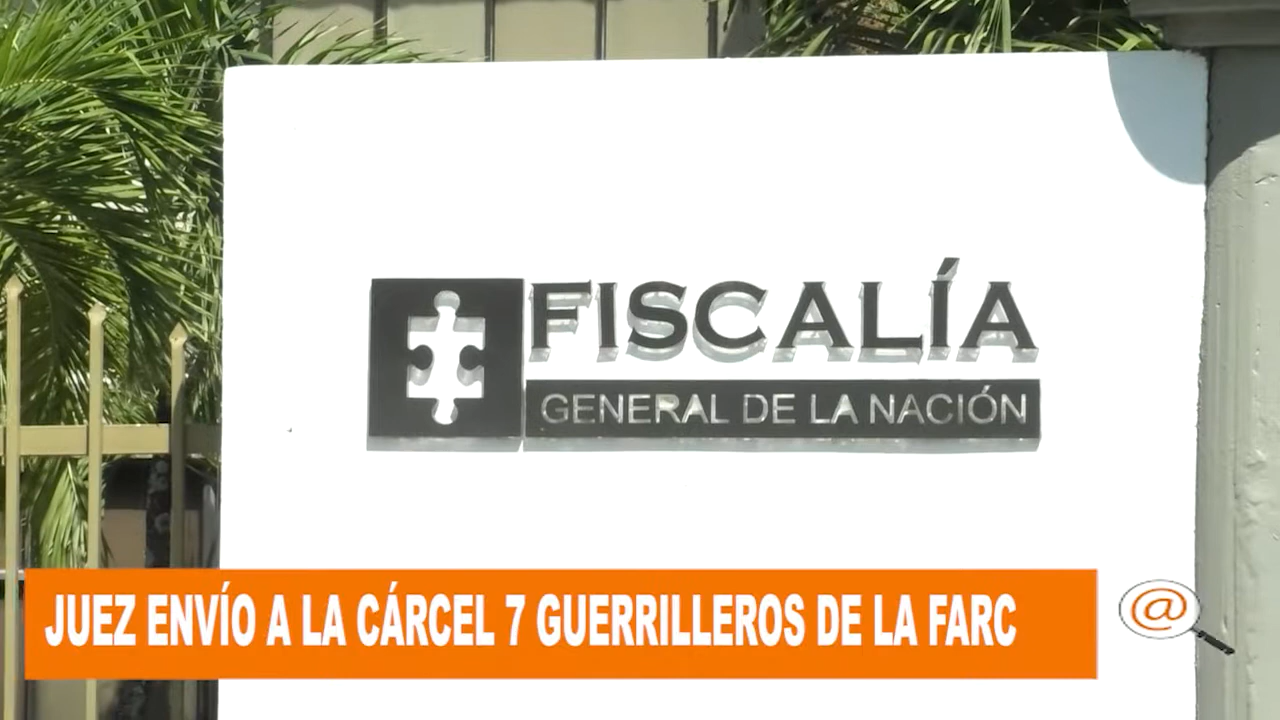 FISCALÍA
GENERAL DE LA NACIÓN
JUEZ ENVÍO A LA CÁRCEL 7 GUERRILLEROS DE LA FARC
@